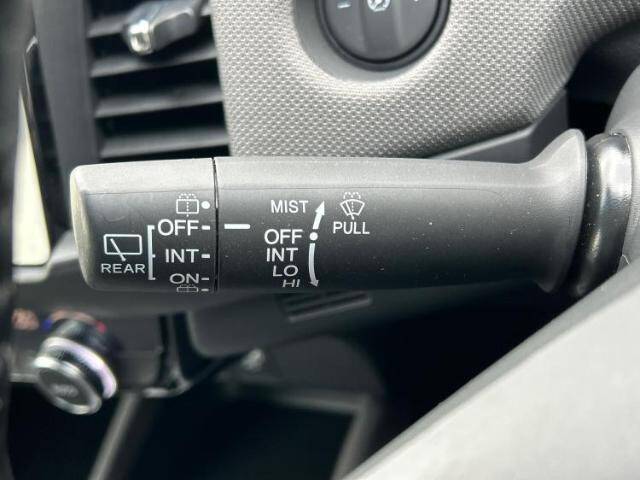 REAR
OFF
INT
ON
MIST
OFF
INT
LO
HI
PULL